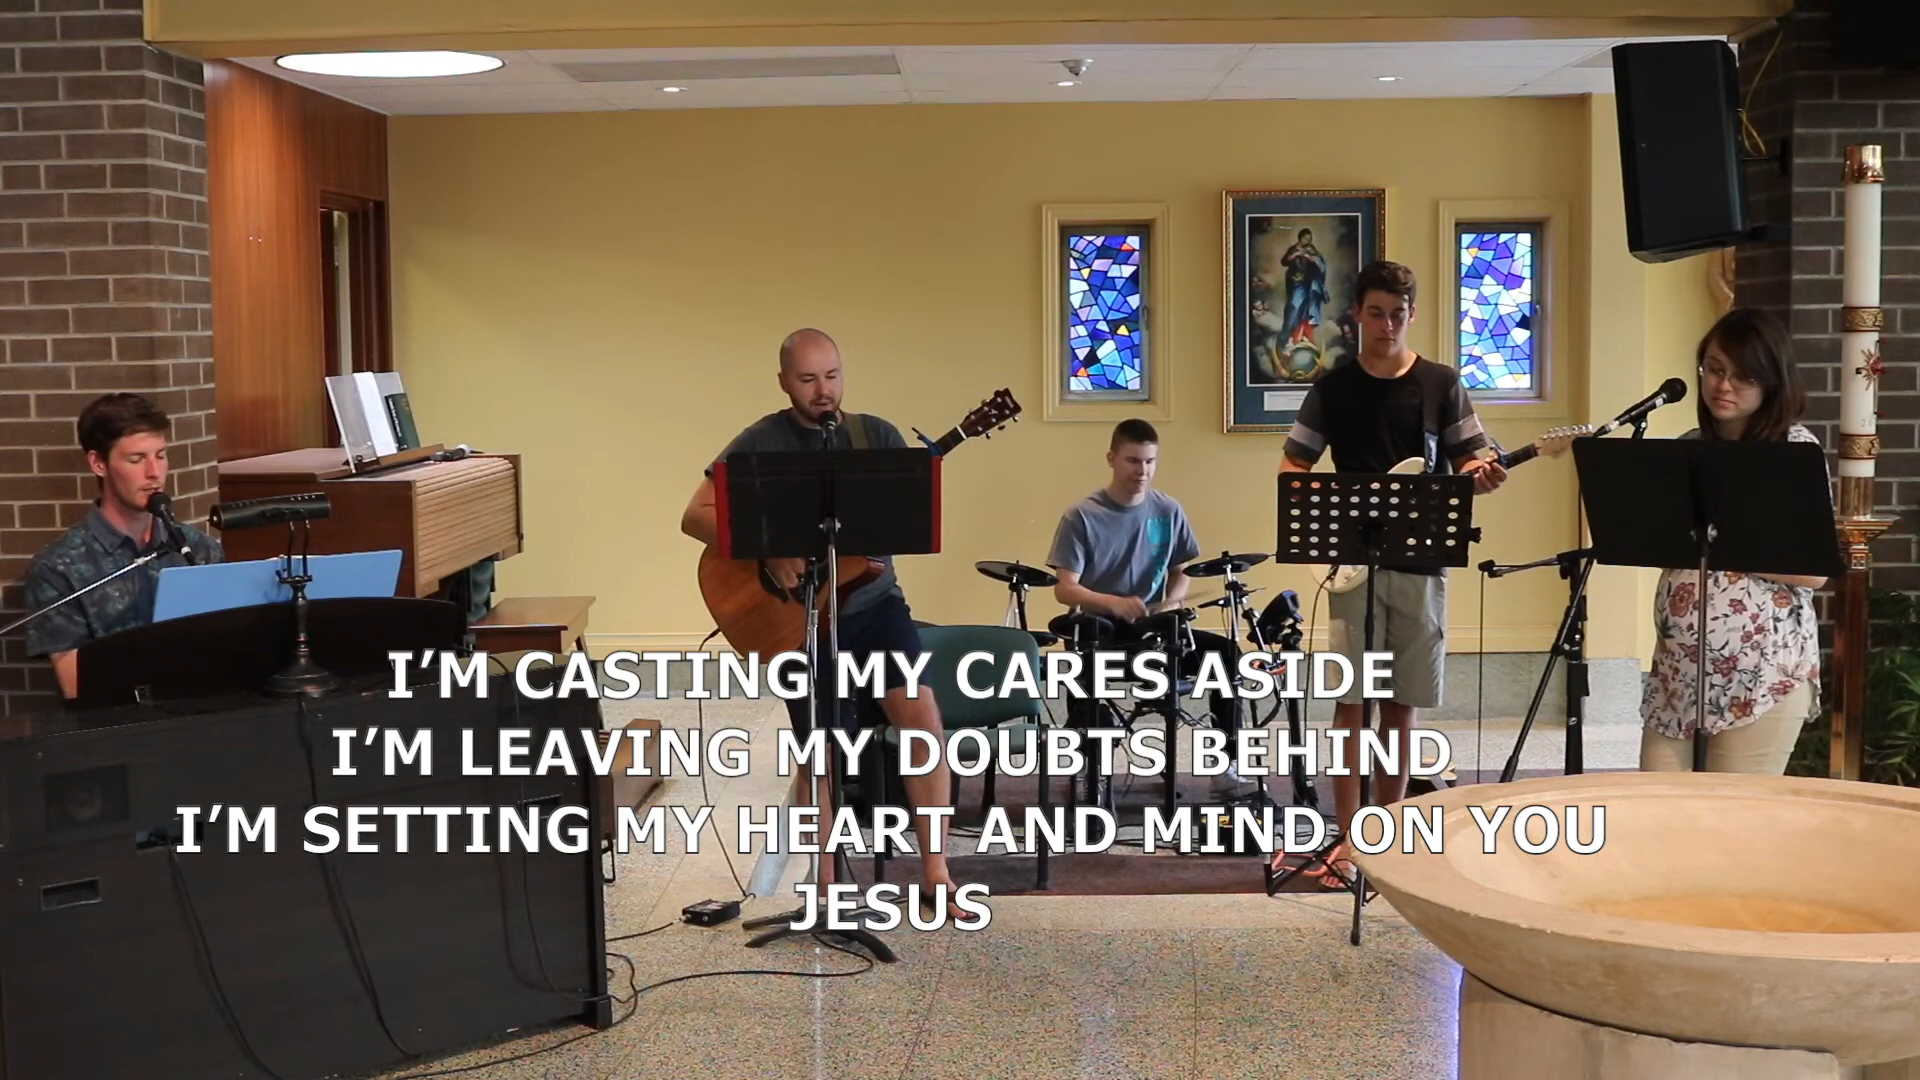 I’M CASTING MY CARES ASIDE
I’M LEAVING MY DOUBTS BEHIND
I’M SETTING MY HEART AND MIND ON YOU
JESUS